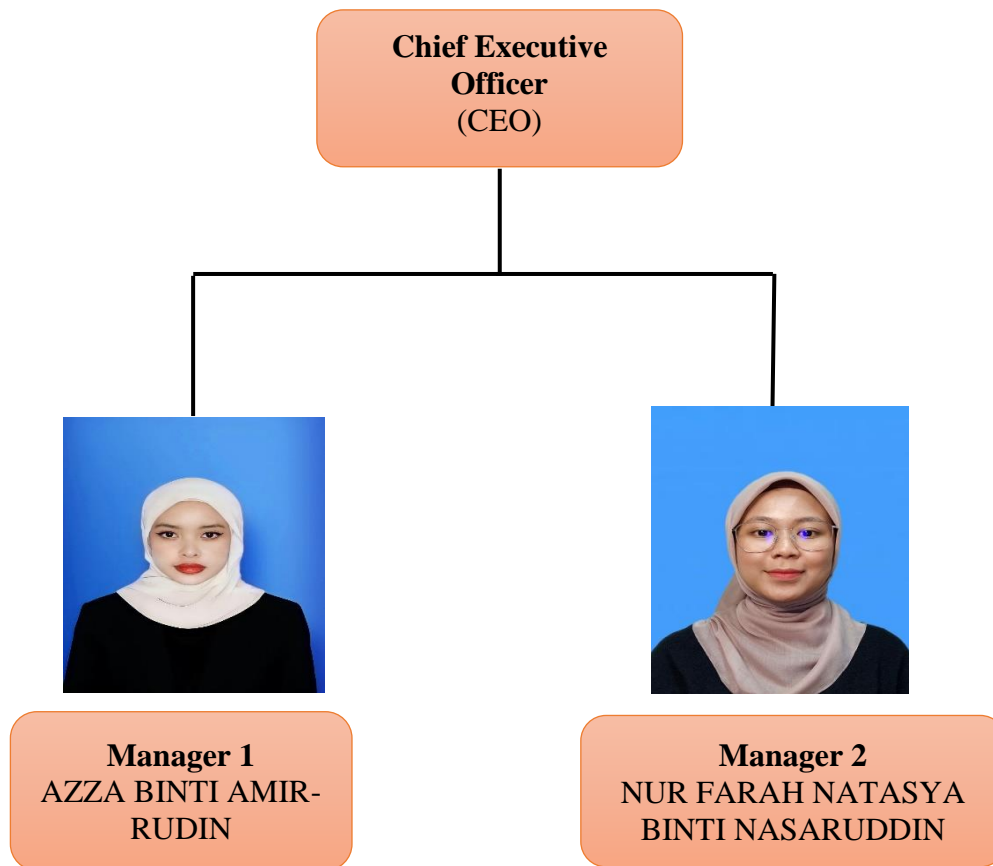 Chief Executive
Officer
(CEO)
Manager 1
AZZA BINTI AMIR-
RUDIN
Manager 2
NUR FARAH NATASYA
BINTI NASARUDDIN